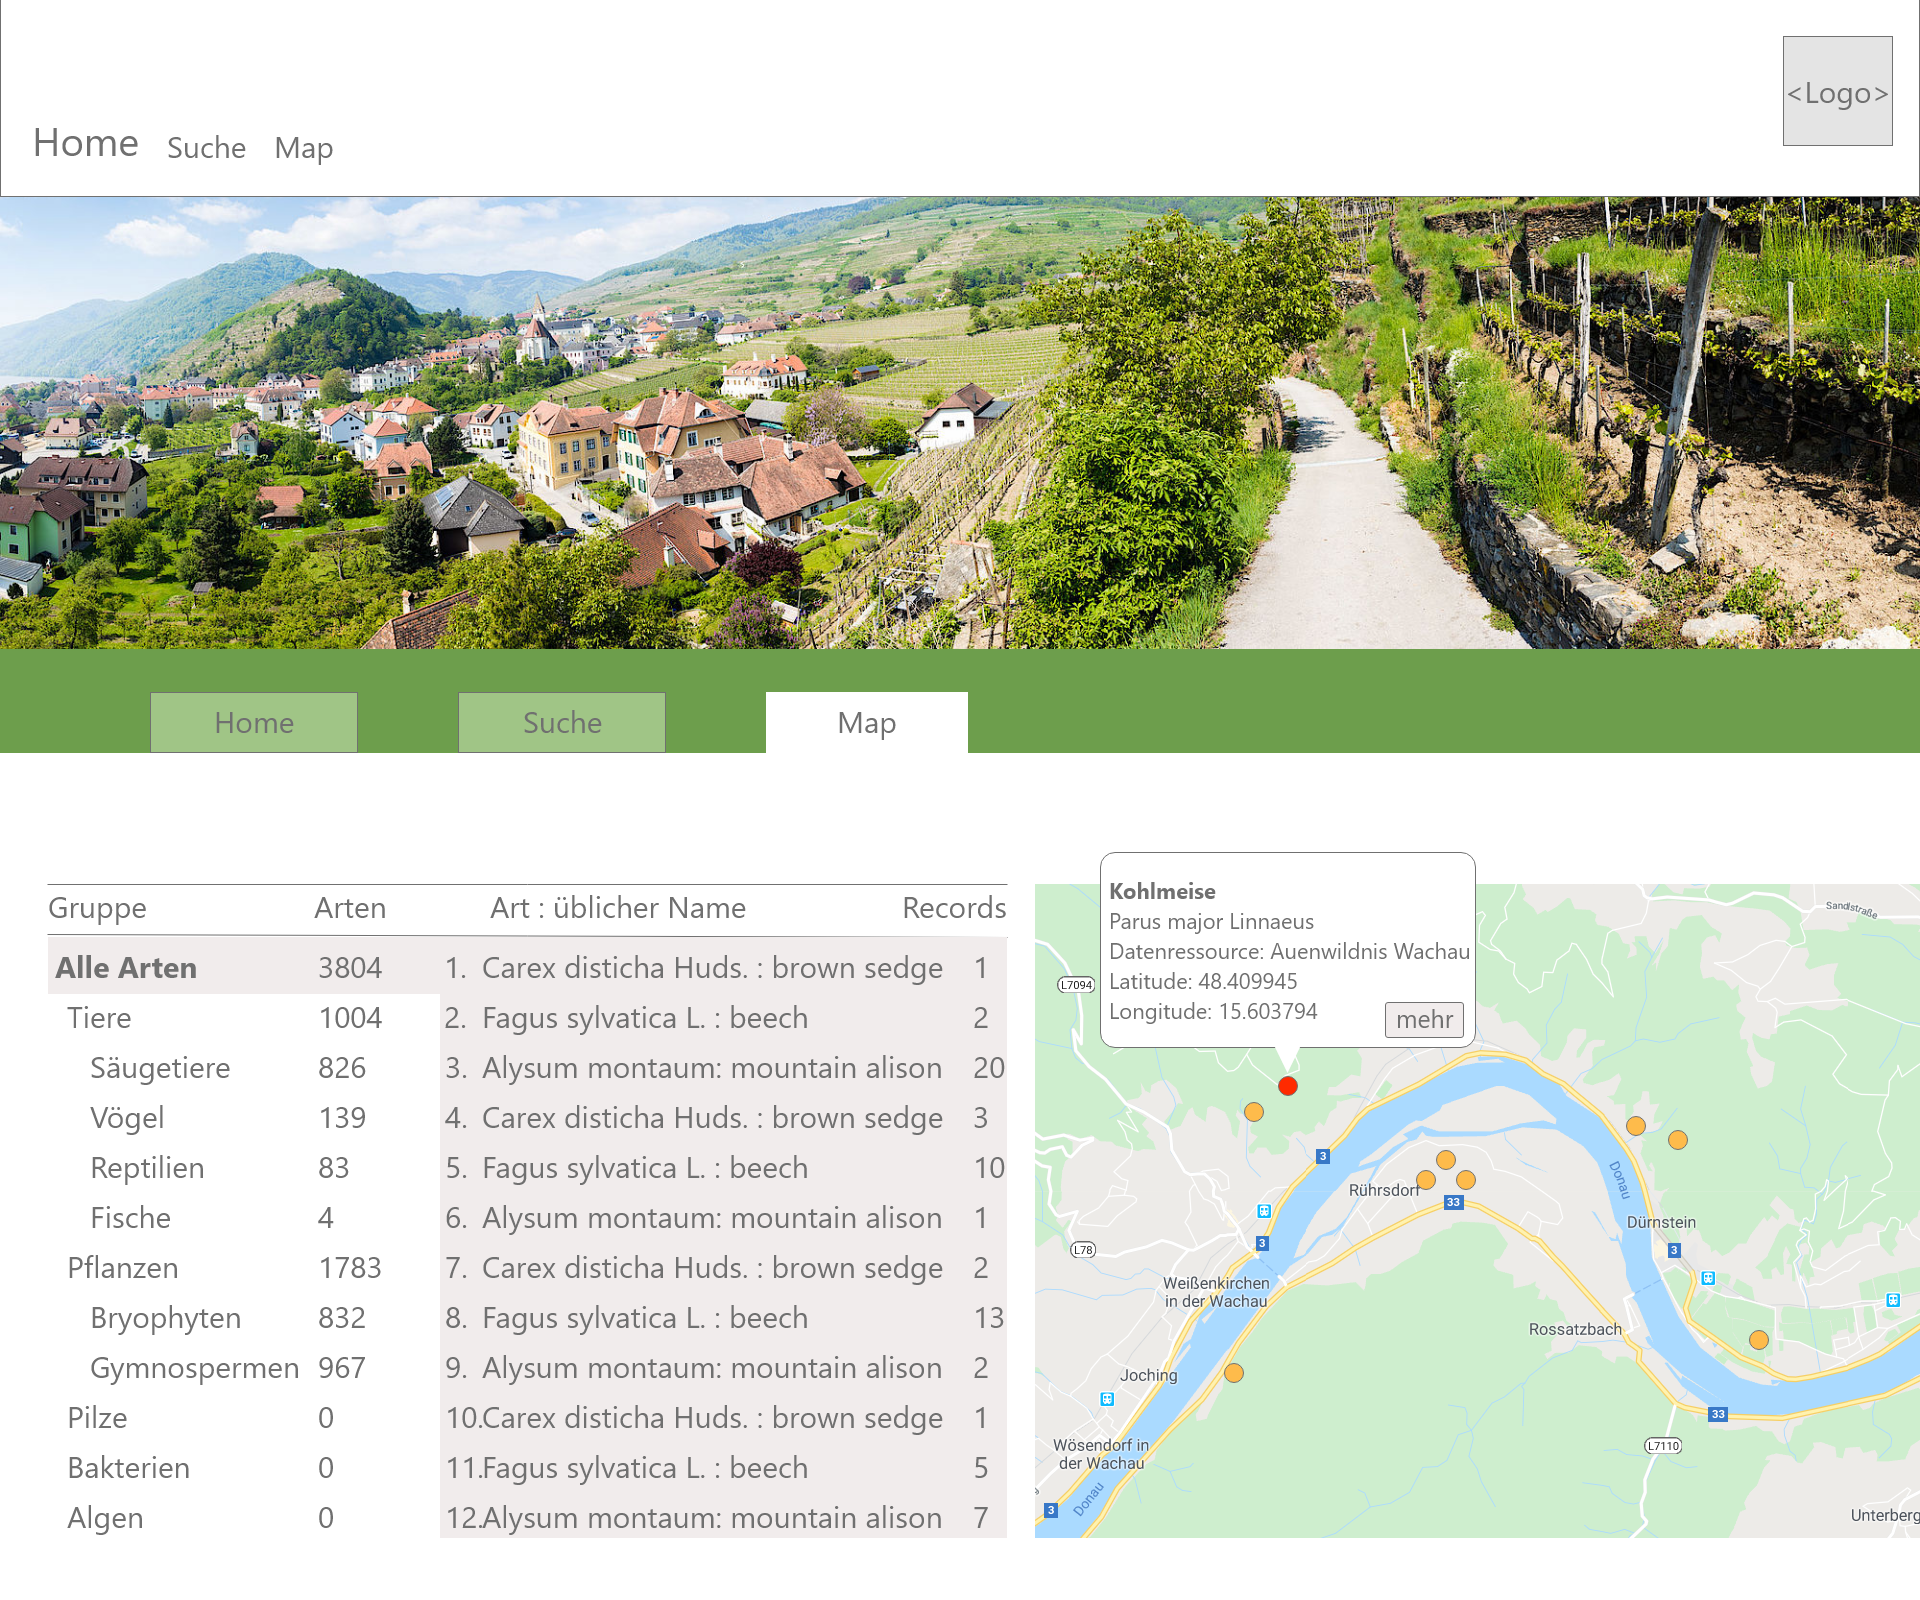 <Logo>
Home Suche Map
Home Suche Map
Gruppe Arten Art : üblicher Name Records
Alle Arten 3804 1. Carex disticha Huds. : brown sedge 1
Tiere 1004 2. Fagus sylvatica L. : beech 2
Säugetiere 826 3. Alysum montaum: mountain alison 20
Vögel 139 4. Carex disticha Huds. : brown sedge 3
Reptilien 83 5. Fagus sylvatica L. : beech 10
Fische 4 6. Alysum montaum: mountain alison 1
Pflanzen 1783 7. Carex disticha Huds. : brown sedge 2
Bryophyten 832 8. Fagus sylvatica L. : beech 13
Gymnospermen 967 9. Alysum montaum: mountain alison 2
Pilze 0 10.Carex disticha Huds. : brown sedge 1
Bakterien 0 11.Fagus sylvatica L. : beech 5
Algen 0 12.Alysum montaum: mountain alison 7
Kohlmeise
Parus major Linnaeus
Datenressource: Auenwildnis Wachau
Latitude: 48.409945
Longitude: 15.603794
mehr
Sandlstraße
L7094
3
Donau
Rührsdorf
33
Dürnstein
3
3
L78
Weißenkirchen
in der Wachau
Rossatzbach
Joching
33
L7110
Wösendorf in
der Wachau
Donau
3
Unterberg